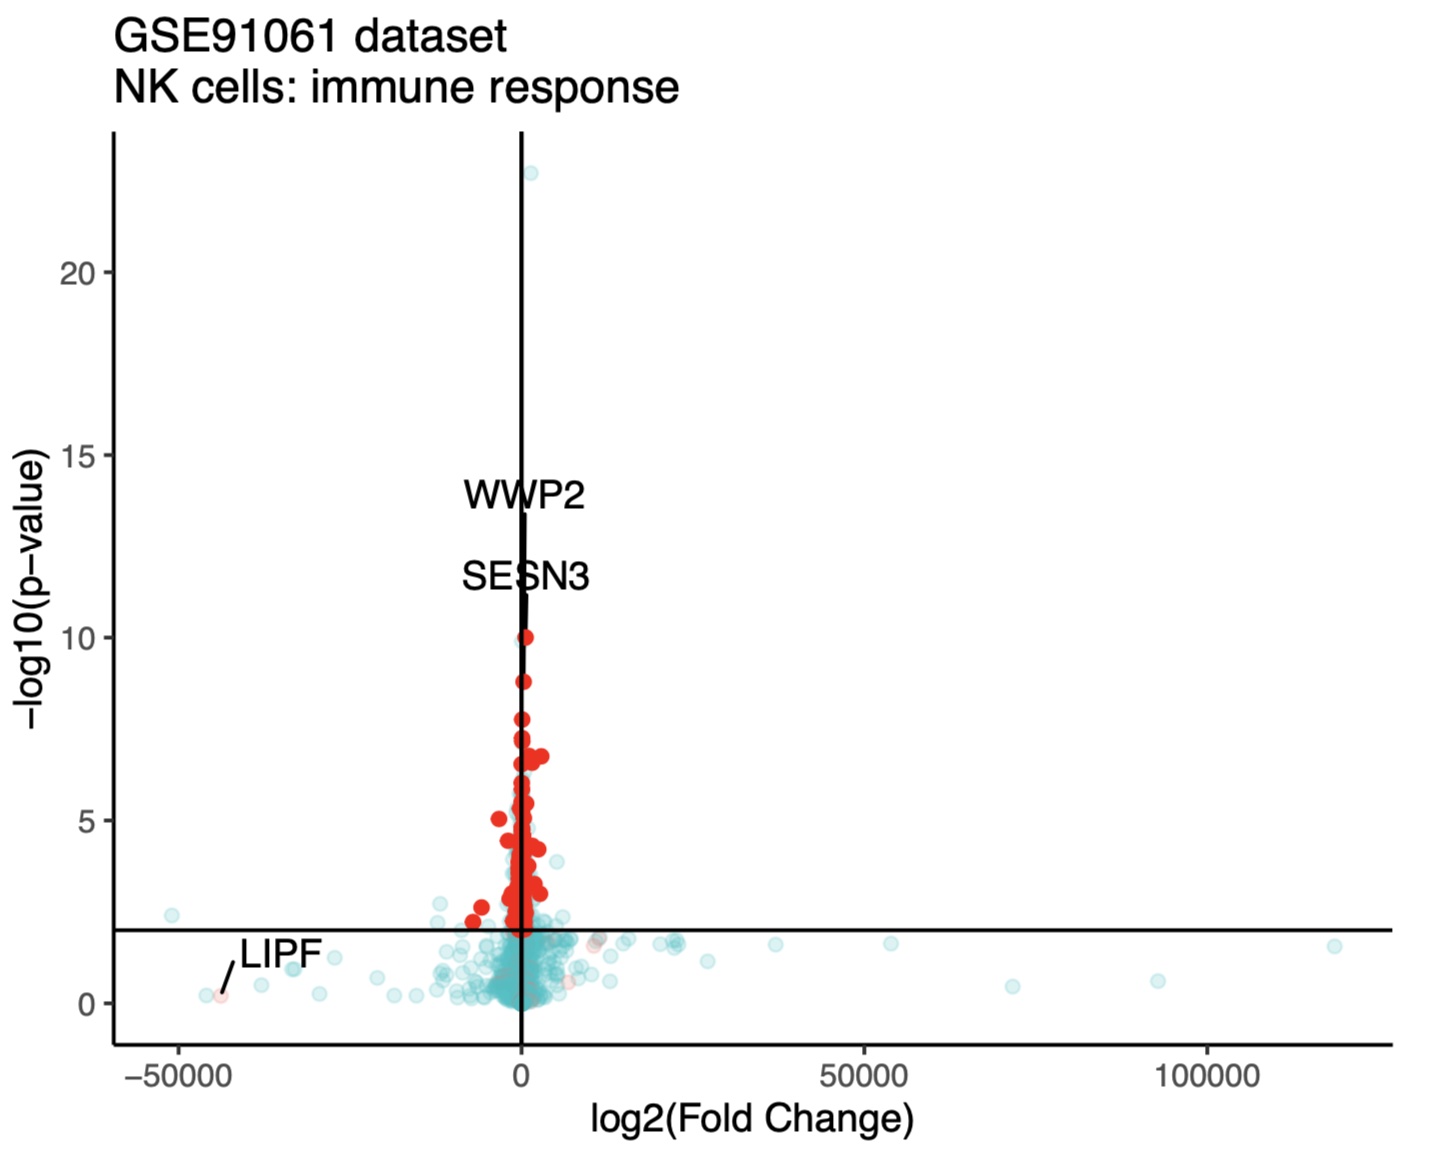 GSE91061 dataset
NK cells: immune response
−log10(p−value)
20
15
10
5
0
WWP2
SESN3
LIPF
−50000
0
50000
100000
log2(Fold Change)